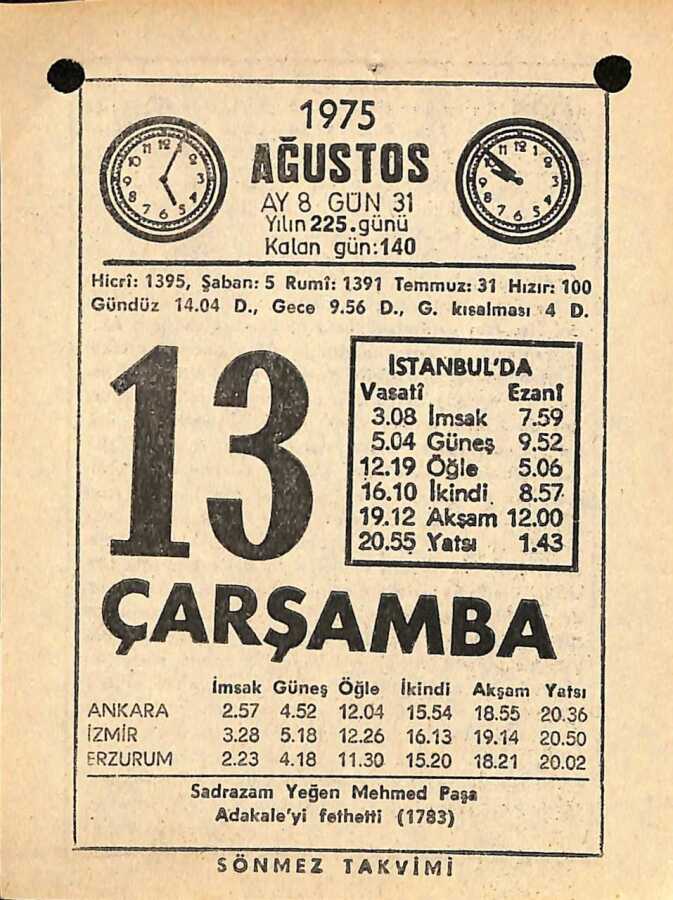 1975
AĞUSTOS
AY 8 GÜN 31
Yılın 225.günü
Kalan gün:140
Hicrî: 1395, Şaban: 5 Rumî: 1391 Temmuz: 31 Hızır: 100
Gündüz 14.04 D., Gece 9.56 D., G. kısalması 4 D.
13
İSTANBUL'DA
Vasatî Ezanî
3.08 İmsak 7.59
5.04 Güneş 9.52
12.19 Öğle 5.06
16.10 İkindi 8.57
19.12 Akşam 12.00
20.55 Yatsı 1.43
ÇARŞAMBA
İmsak Güneş Öğle İkindi Akşam Yatsı
ANKARA 2.57 4.52 12.04 15.54 18.55 20.36
İZMİR 3.28 5.18 12.26 16.13 19.14 20.50
ERZURUM 2.23 4.18 11.30 15.20 18.21 20.02
Sadrazam Yeğen Mehmed Paşa
Adakale'yi fethetti (1783)
SÖNMEZ TAKVİMİ